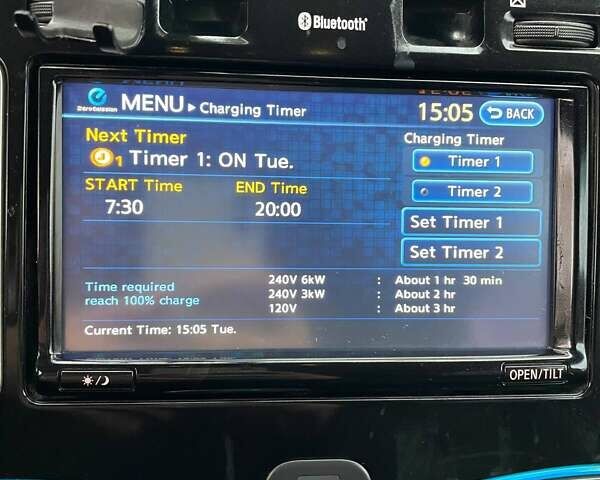 Bluetooth®
Zero Emission
MENU ▸ Charging Timer
15:05
BACK
Next Timer
1 Timer 1: ON Tue.
START Time
END Time
7:30
20:00
Charging Timer
Timer 1
Timer 2
Set Timer 1
Set Timer 2
Time required
reach 100% charge
240V 6kW : About 1 hr 30 min
240V 3kW : About 2 hr
120V : About 3 hr
Current Time: 15:05 Tue.
OPEN/TILT